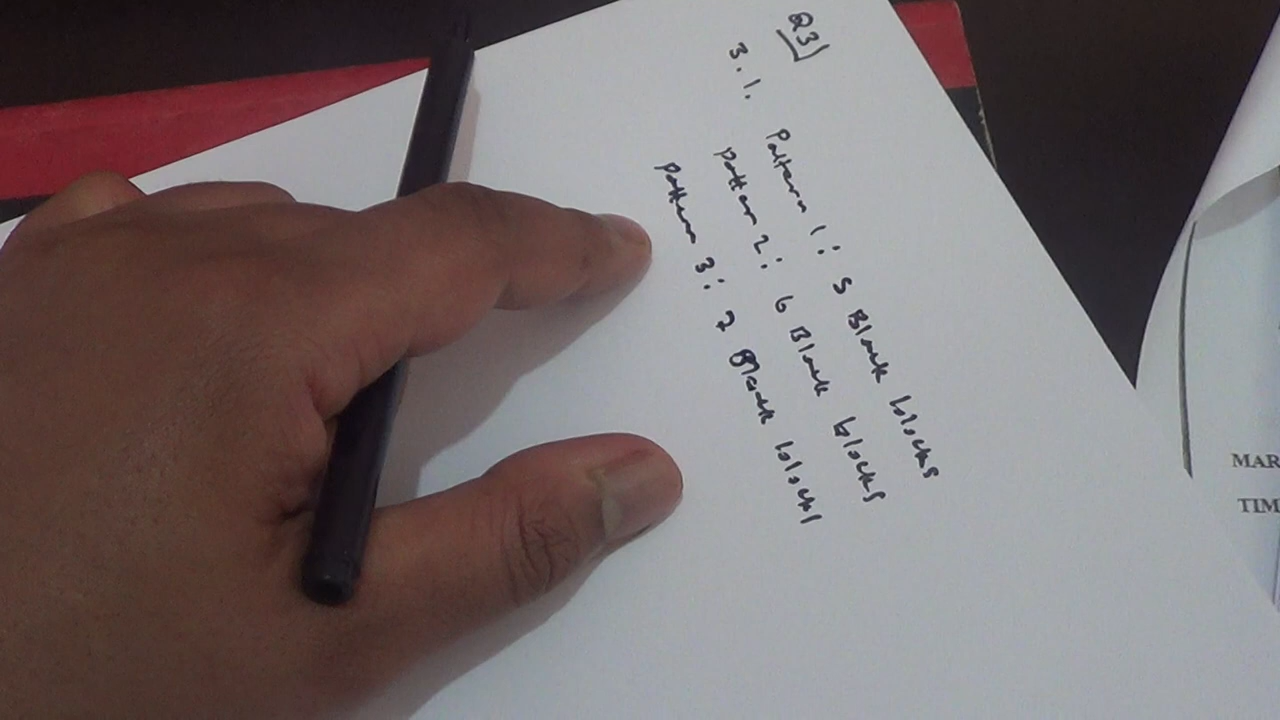 Q3
3.1. Pattern 1: 5 Black blocks
Pattern 2: 6 Black blocks
Pattern 3: 7 Black blocks
MAR
TIM